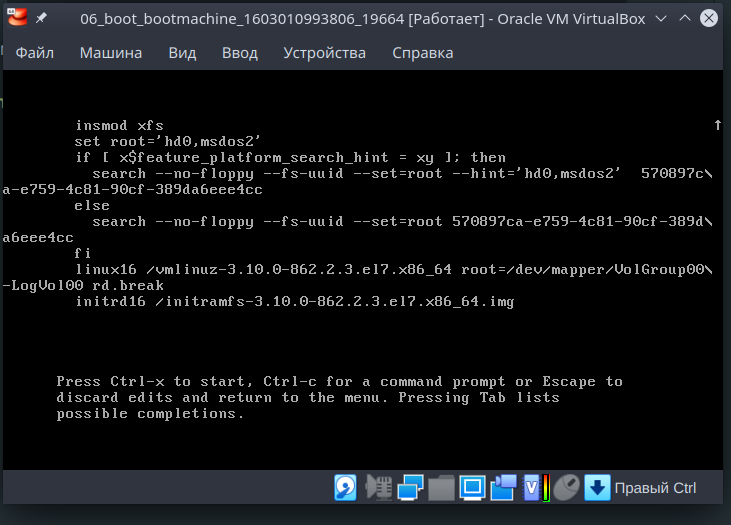 06_boot_bootmachine_1603010993806_19664 [Работает] - Oracle VM VirtualBox
Файл Машина Вид Ввод Устройства Справка
insmod xfs ↑
set root='hd0,msdos2'
if [ x$feature_platform_search_hint = xy ]; then
search --no-floppy --fs-uuid --set=root --hint='hd0,msdos2' 570897c\
a-e759-4c81-90cf-389da6eee4cc
else
search --no-floppy --fs-uuid --set=root 570897ca-e759-4c81-90cf-389d\
a6eee4cc
fi
linux16 /vmlinuz-3.10.0-862.2.3.el7.x86_64 root=/dev/mapper/VolGroup00\
-LogVol00 rd.break
initrd16 /initramfs-3.10.0-862.2.3.el7.x86_64.img
Press Ctrl-x to start, Ctrl-c for a command prompt or Escape to
discard edits and return to the menu. Pressing Tab lists
possible completions.
Правый Ctrl